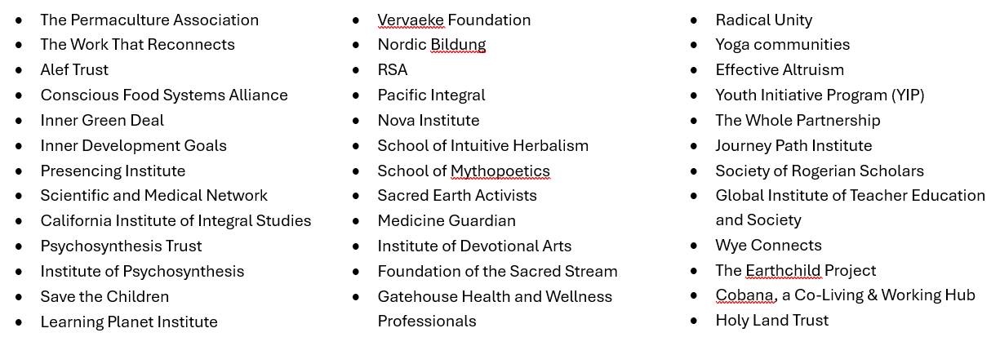 • The Permaculture Association
• The Work That Reconnects
• Alef Trust
• Conscious Food Systems Alliance
• Inner Green Deal
• Inner Development Goals
• Presencing Institute
• Scientific and Medical Network
• California Institute of Integral Studies
• Psychosynthesis Trust
• Institute of Psychosynthesis
• Save the Children
• Learning Planet Institute
• Vervaeke Foundation
• Nordic Bildung
• RSA
• Pacific Integral
• Nova Institute
• School of Intuitive Herbalism
• School of Mythopoetics
• Sacred Earth Activists
• Medicine Guardian
• Institute of Devotional Arts
• Foundation of the Sacred Stream
• Gatehouse Health and Wellness
Professionals
• Radical Unity
• Yoga communities
• Effective Altruism
• Youth Initiative Program (YIP)
• The Whole Partnership
• Journey Path Institute
• Society of Rogerian Scholars
• Global Institute of Teacher Education
and Society
• Wye Connects
• The Earthchild Project
• Cobana, a Co-Living & Working Hub
• Holy Land Trust